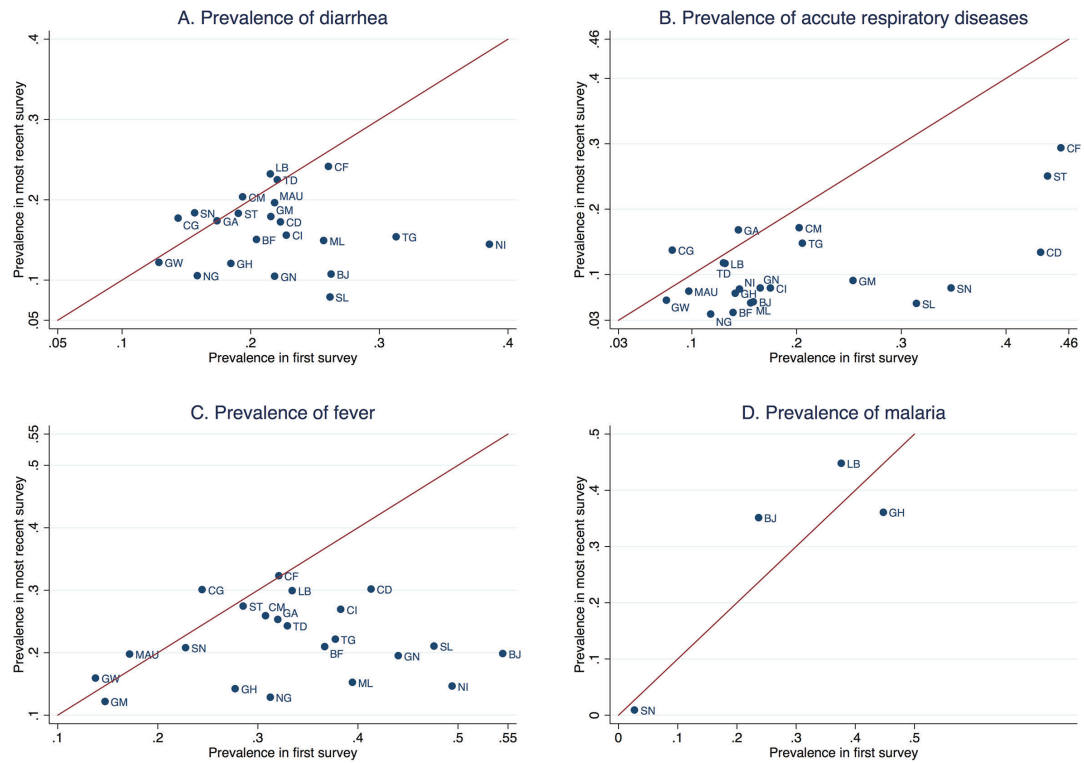 A. Prevalence of diarrhea
Prevalence in most recent survey
.4
.3
.2
.1
.05
LB
CF
TD
CM
MAU
SN
ST
GM
CG
GA
CD
CI
TG
BF
ML
NI
GW
GH
NG
GN
BJ
SL
.05 .1 .2 .3 .4
Prevalence in first survey
B. Prevalence of accute respiratory diseases
Prevalence in most recent survey
.46
.4
.3
.2
.1
.03
CF
ST
GA
CM
TG
CG
CD
LB
TD
GM
NI
GN
CI
SN
MAU
GH
GW
BJ
SL
BF
ML
NG
.03 .1 .2 .3 .4 .46
Prevalence in first survey
C. Prevalence of fever
Prevalence in most recent survey
.55
.5
.4
.3
.2
.1
CF
CG
LB
CD
ST
CM
CI
GA
TD
TG
SN
BF
SL
MAU
GN
BJ
GW
ML
NI
GH
NG
GM
.1 .2 .3 .4 .5 .55
Prevalence in first survey
D. Prevalence of malaria
Prevalence in most recent survey
.5
.4
.3
.2
.1
0
LB
BJ
GH
SN
0 .1 .2 .3 .4 .5
Prevalence in first survey